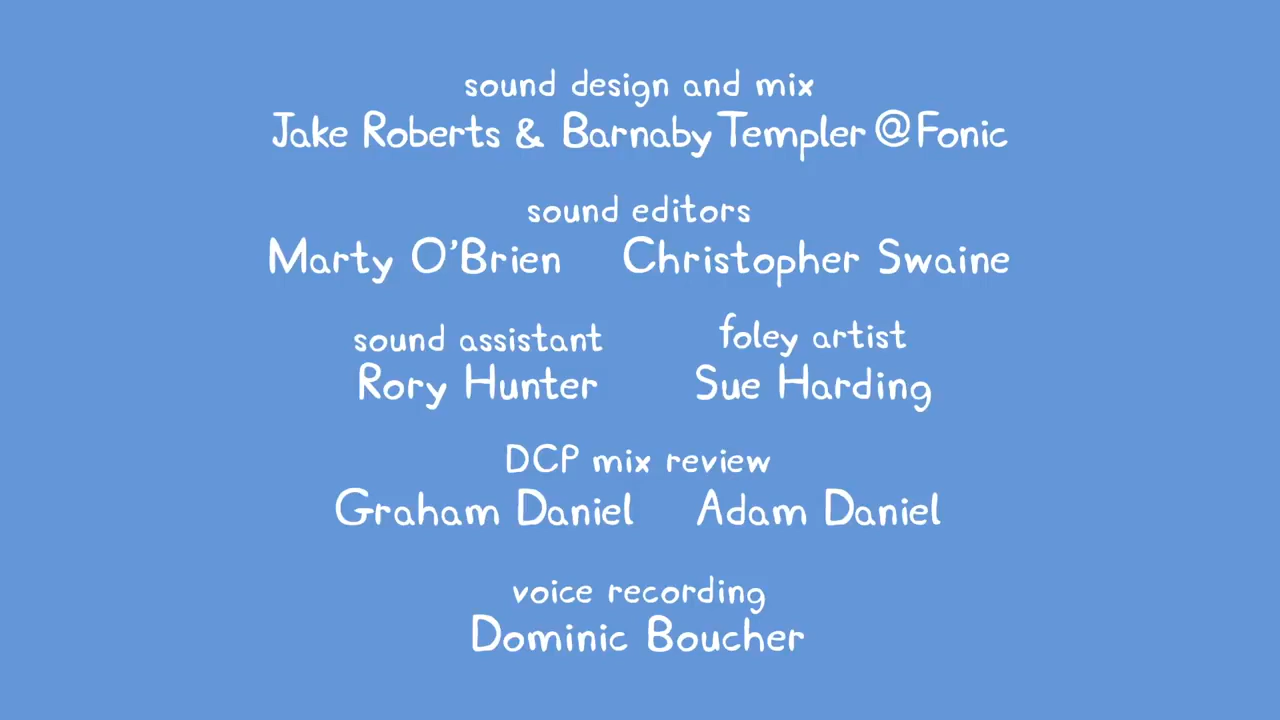 sound design and mix
Jake Roberts & Barnaby Templer @Fonic
sound editors
Marty O'Brien Christopher Swaine
sound assistant foley artist
Rory Hunter Sue Harding
DCP mix review
Graham Daniel Adam Daniel
voice recording
Dominic Boucher